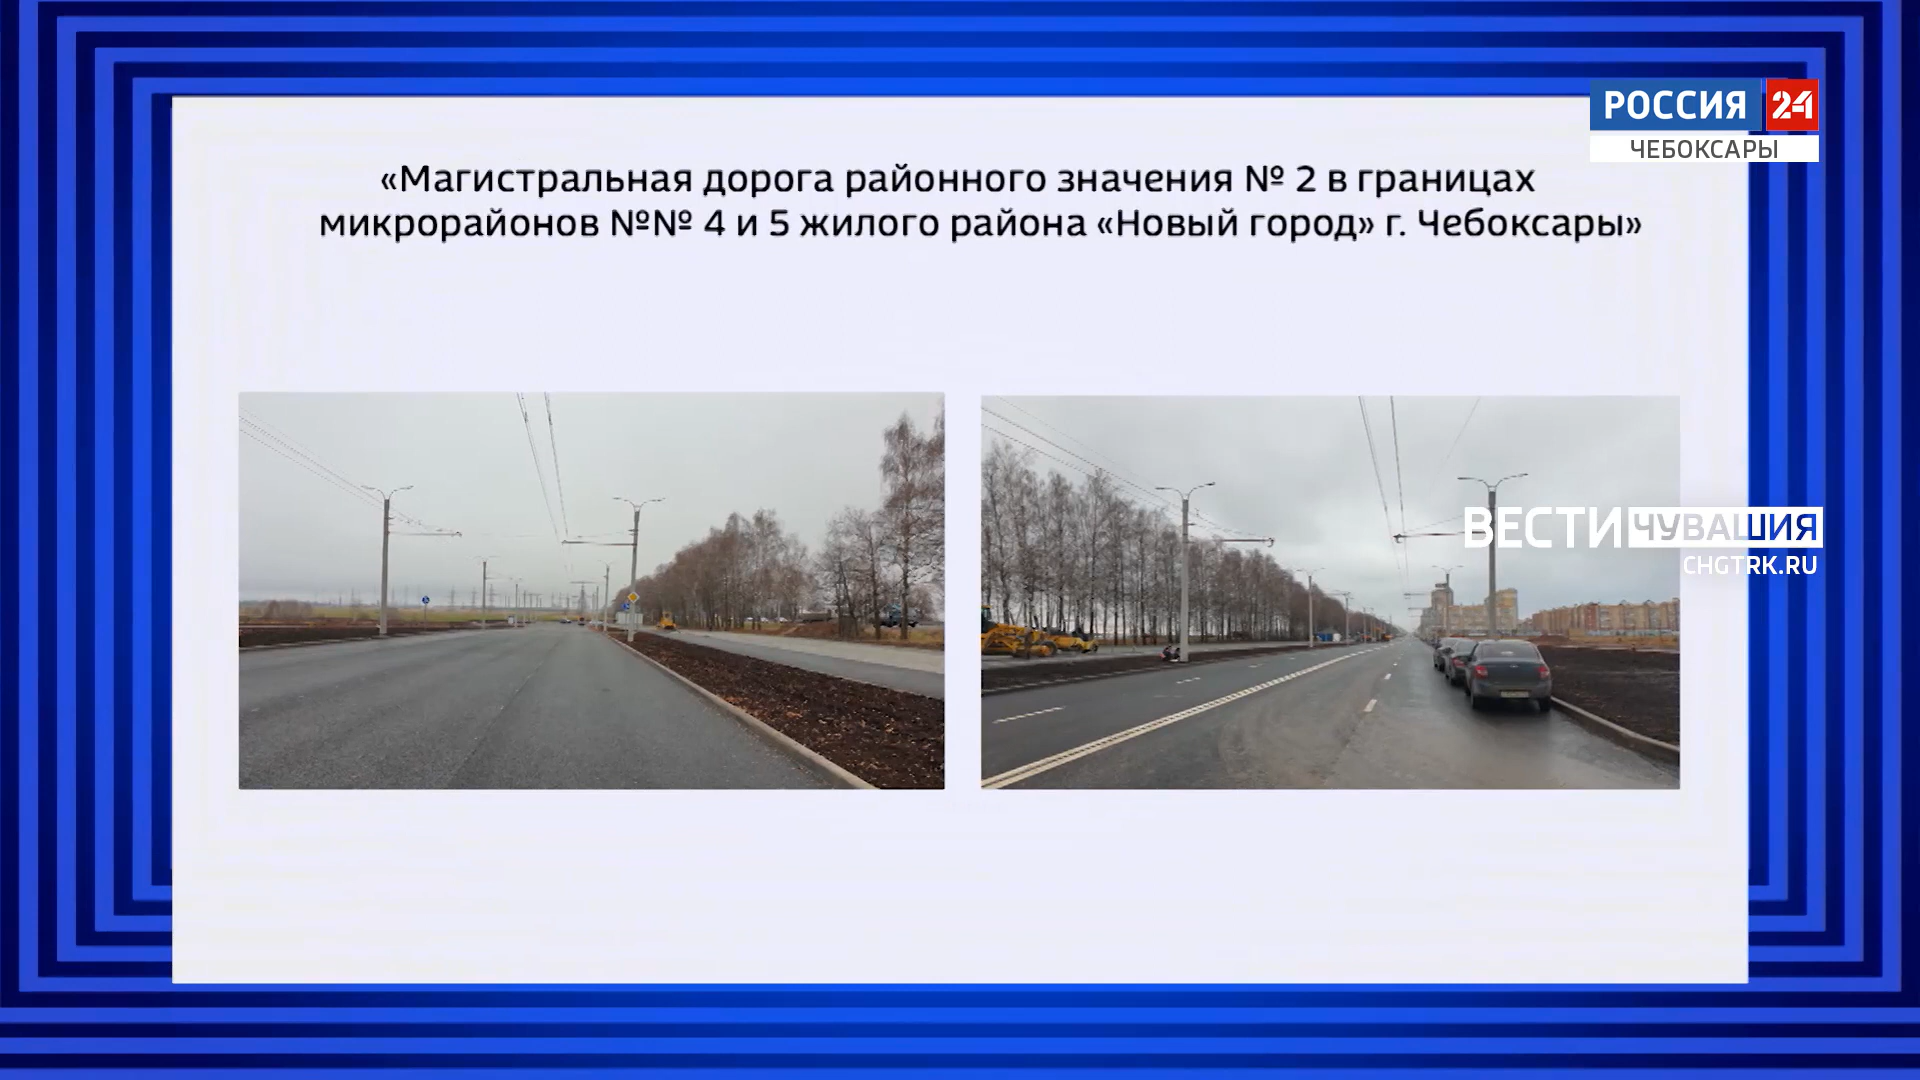 РОССИЯ 24
ЧЕБОКСАРЫ
«Магистральная дорога районного значения № 2 в границах
микрорайонов №№ 4 и 5 жилого района «Новый город» г. Чебоксары»
ВЕСТИ ЧУВАШИЯ
CHGTRK.RU